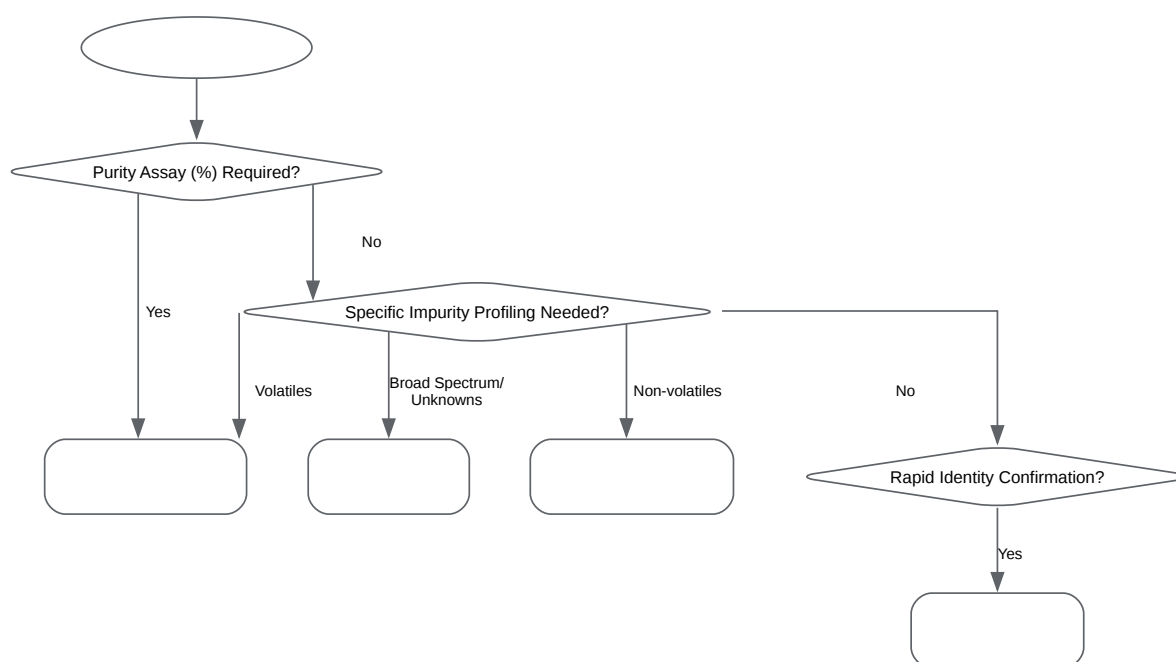 Purity Assay (%) Required?
No
Yes
Specific Impurity Profiling Needed?
Volatiles
Broad Spectrum/
Unknowns
Non-volatiles
No
Rapid Identity Confirmation?
Yes